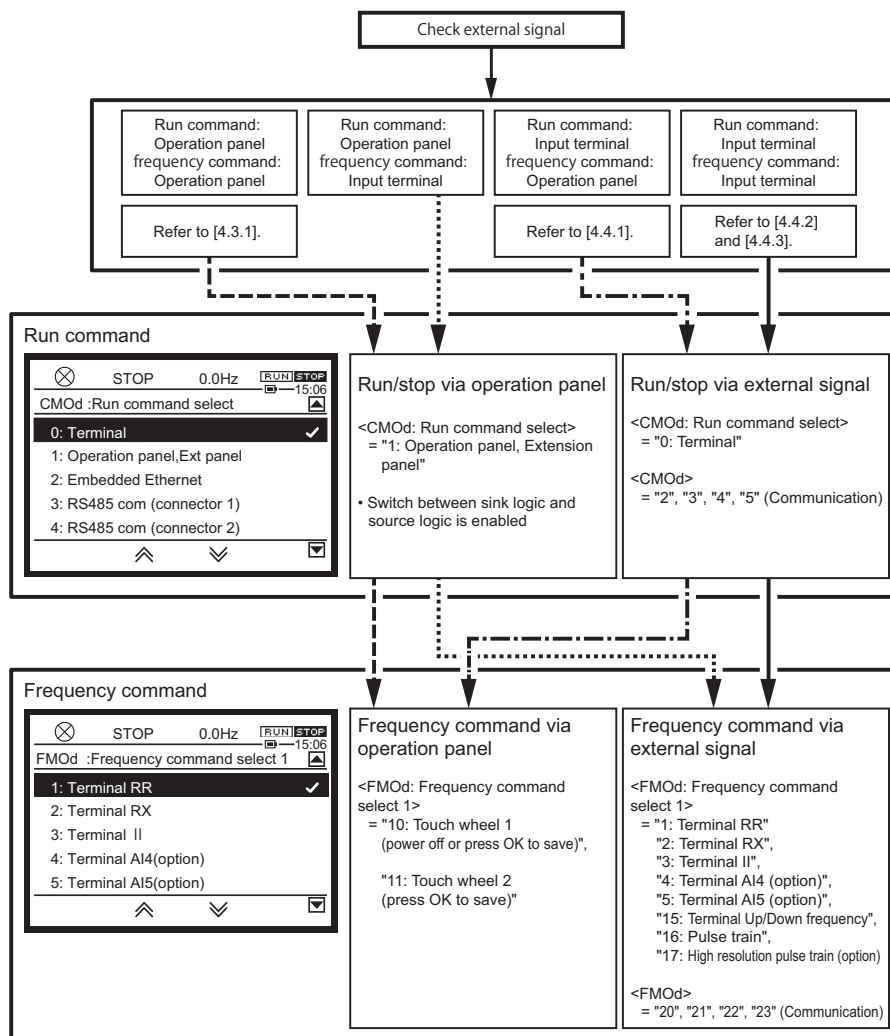 Check external signal
Run command:
Operation panel
frequency command:
Operation panel
Run command:
Operation panel
frequency command:
Input terminal
Run command:
Input terminal
frequency command:
Operation panel
Run command:
Input terminal
frequency command:
Input terminal
Refer to [4.3.1].
Refer to [4.4.1].
Refer to [4.4.2]
and [4.4.3].
Run command
STOP 0.0Hz RUN STOP
15:06
CMOd :Run command select
0: Terminal
1: Operation panel,Ext panel
2: Embedded Ethernet
3: RS485 com (connector 1)
4: RS485 com (connector 2)
Run/stop via operation panel
<CMOd: Run command select>
= "1: Operation panel, Extension
panel"
• Switch between sink logic and
source logic is enabled
Run/stop via external signal
<CMOd: Run command select>
= "0: Terminal"
<CMOd>
= "2", "3", "4", "5" (Communication)
Frequency command
STOP 0.0Hz RUN STOP
15:06
FMOd :Frequency command select 1
1: Terminal RR
2: Terminal RX
3: Terminal II
4: Terminal AI4(option)
5: Terminal AI5(option)
Frequency command via
operation panel
<FMOd: Frequency command
select 1>
= "10: Touch wheel 1
(power off or press OK to save)",
"11: Touch wheel 2
(press OK to save)"
Frequency command via
external signal
<FMOd: Frequency command
select 1>
= "1: Terminal RR"
"2: Terminal RX",
"3: Terminal II",
"4: Terminal AI4 (option)",
"5: Terminal AI5 (option)",
"15: Terminal Up/Down frequency",
"16: Pulse train",
"17: High resolution pulse train (option)
<FMOd>
= "20", "21", "22", "23" (Communication)